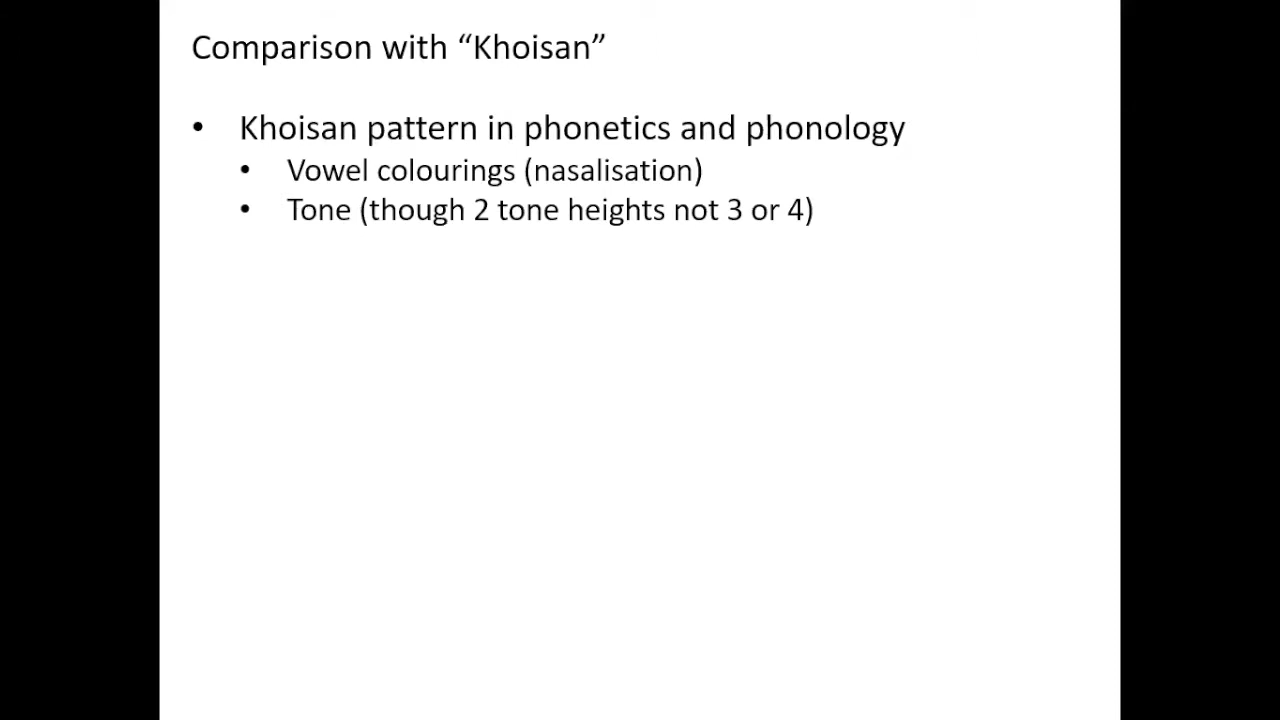 Comparison with “Khoisan”
• Khoisan pattern in phonetics and phonology
• Vowel colourings (nasalisation)
• Tone (though 2 tone heights not 3 or 4)